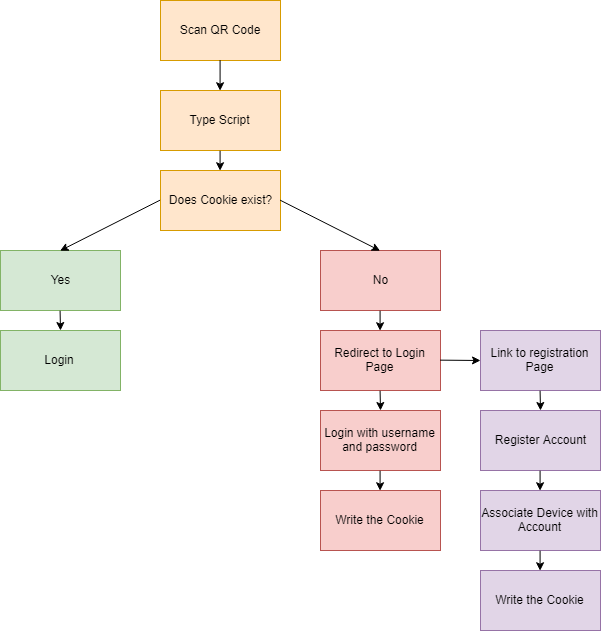 Scan QR Code
Type Script
Does Cookie exist?
Yes
No
Login
Redirect to Login
Page
Link to registration
Page
Login with username
and password
Register Account
Write the Cookie
Associate Device with
Account
Write the Cookie